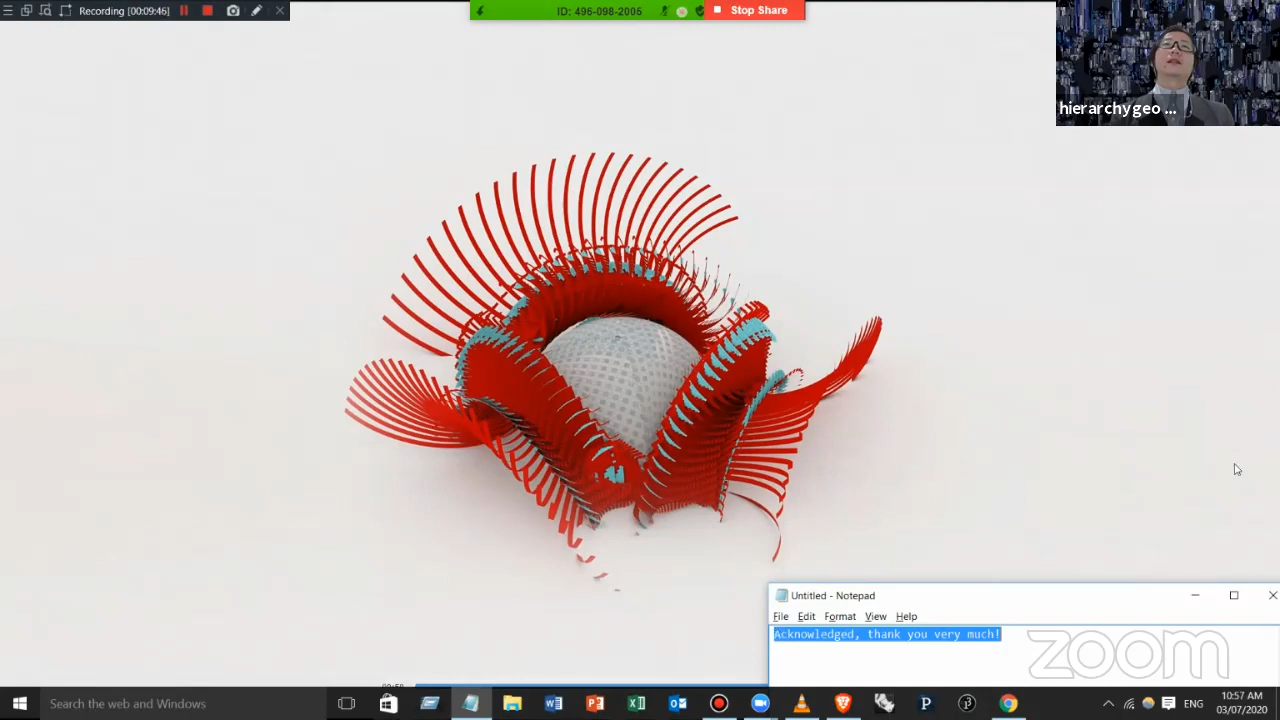 Recording [00:09:46]
ID: 496-098-2005
Stop Share
hierarchygeo ...
Untitled - Notepad
File Edit Format View Help
Acknowledged, thank you very much!
zoom
Search the web and Windows
ENG
10:57 AM
03/07/2020